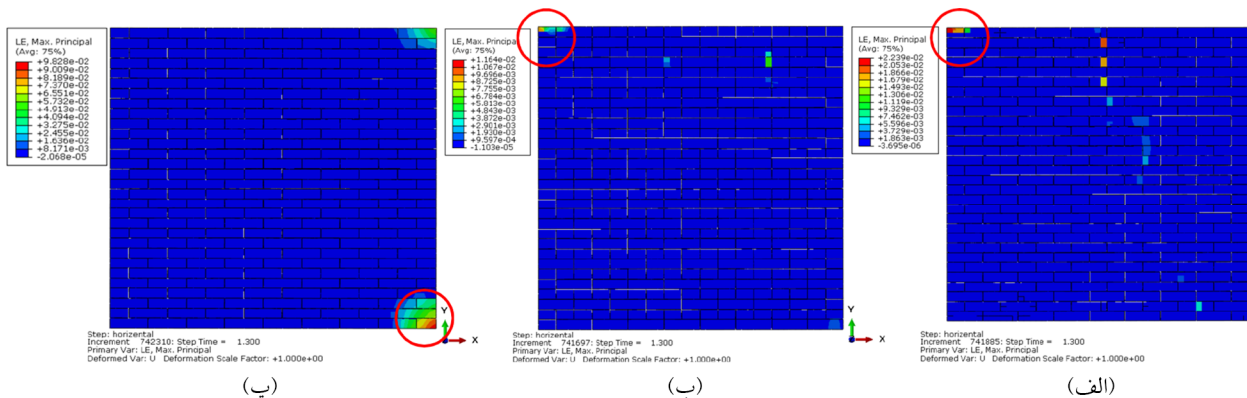 LE, Max. Principal
(Avg: 75%)
+9.828e-02
+9.009e-02
+8.189e-02
+7.370e-02
+6.551e-02
+5.732e-02
+4.913e-02
+4.094e-02
+3.275e-02
+2.455e-02
+1.636e-02
+8.171e-03
-2.068e-05
Y
X
Step: horizontal
Increment 742310: Step Time = 1.300
Primary Var: LE, Max. Principal
Deformed Var: U Deformation Scale Factor: +1.000e+00
(پ)
LE, Max. Principal
(Avg: 75%)
+1.164e-02
+1.067e-02
+9.696e-03
+8.725e-03
+7.755e-03
+6.784e-03
+5.813e-03
+4.843e-03
+3.872e-03
+2.901e-03
+1.930e-03
+9.597e-04
-1.103e-05
Y
X
Step: horizontal
Increment 741697: Step Time = 1.300
Primary Var: LE, Max. Principal
Deformed Var: U Deformation Scale Factor: +1.000e+00
(ب)
LE, Max. Principal
(Avg: 75%)
+2.239e-02
+2.053e-02
+1.866e-02
+1.679e-02
+1.493e-02
+1.306e-02
+1.119e-02
+9.329e-03
+7.462e-03
+5.596e-03
+3.729e-03
+1.863e-03
-3.695e-06
Step: horizontal
Increment 741885: Step Time = 1.300
Primary Var: LE, Max. Principal
Deformed Var: U Deformation Scale Factor: +1.000e+00
(الف)